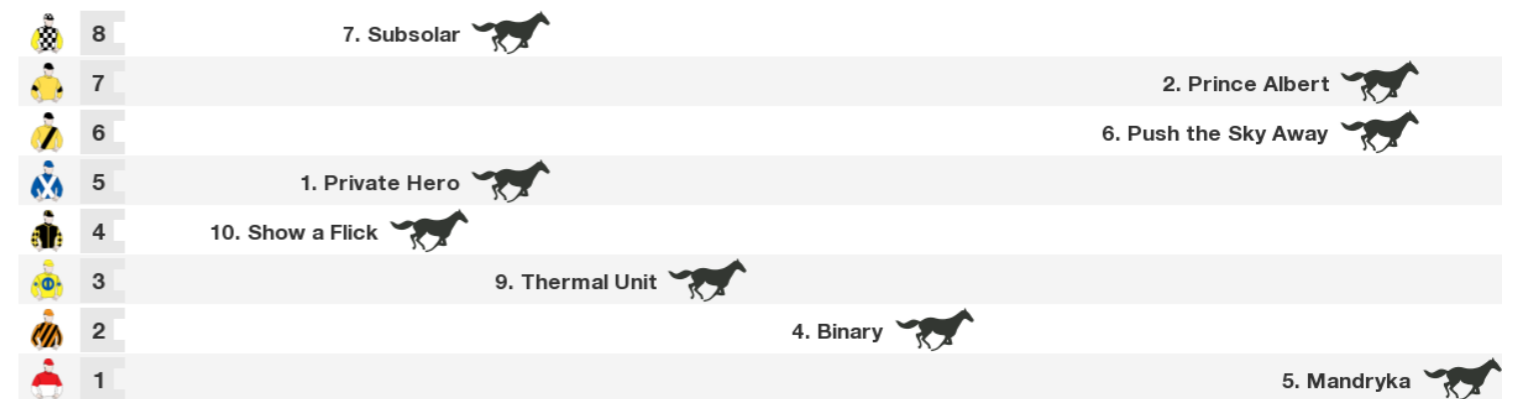 8 7. Subsolar
7 2. Prince Albert
6 6. Push the Sky Away
5 1. Private Hero
4 10. Show a Flick
3 9. Thermal Unit
2 4. Binary
1 5. Mandryka